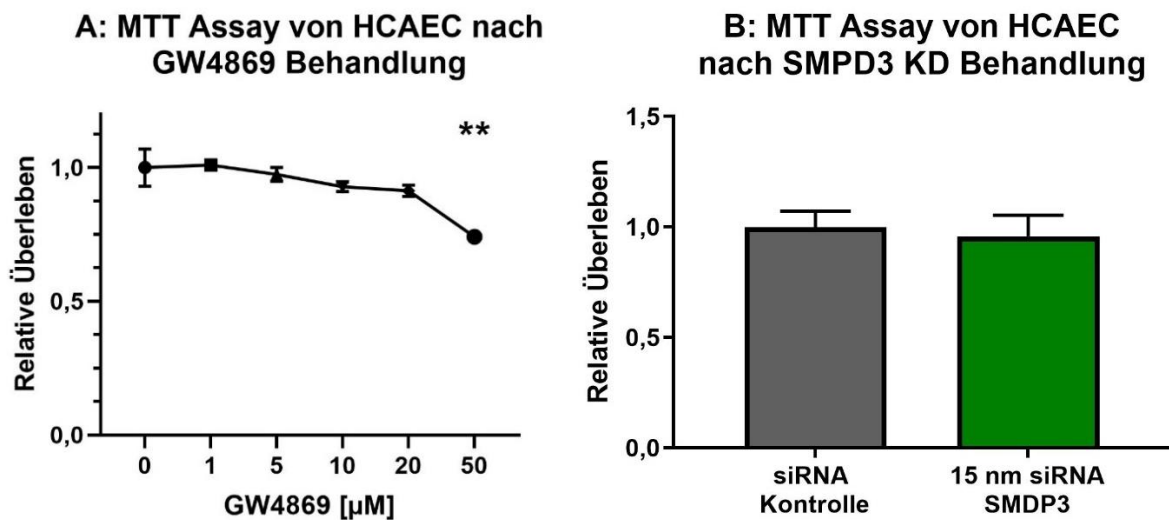 A: MTT Assay von HCAEC nach
GW4869 Behandlung
**
Relative Überleben
1,0
0,5
0,0
0
1
5
10
20
50
GW4869 [µM]
B: MTT Assay von HCAEC
nach SMPD3 KD Behandlung
Relative Überleben
1,5
1,0
0,5
0,0
siRNA
Kontrolle
15 nm siRNA
SMDP3